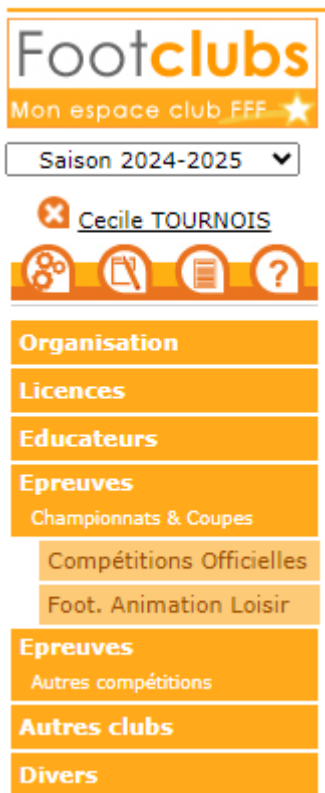 Footclubs
Mon espace club FFF
Saison 2024-2025
Cecile TOURNOIS
?
Organisation
Licences
Educateurs
Epreuves
Championnats & Coupes
Compétitions Officielles
Foot. Animation Loisir
Epreuves
Autres compétitions
Autres clubs
Divers